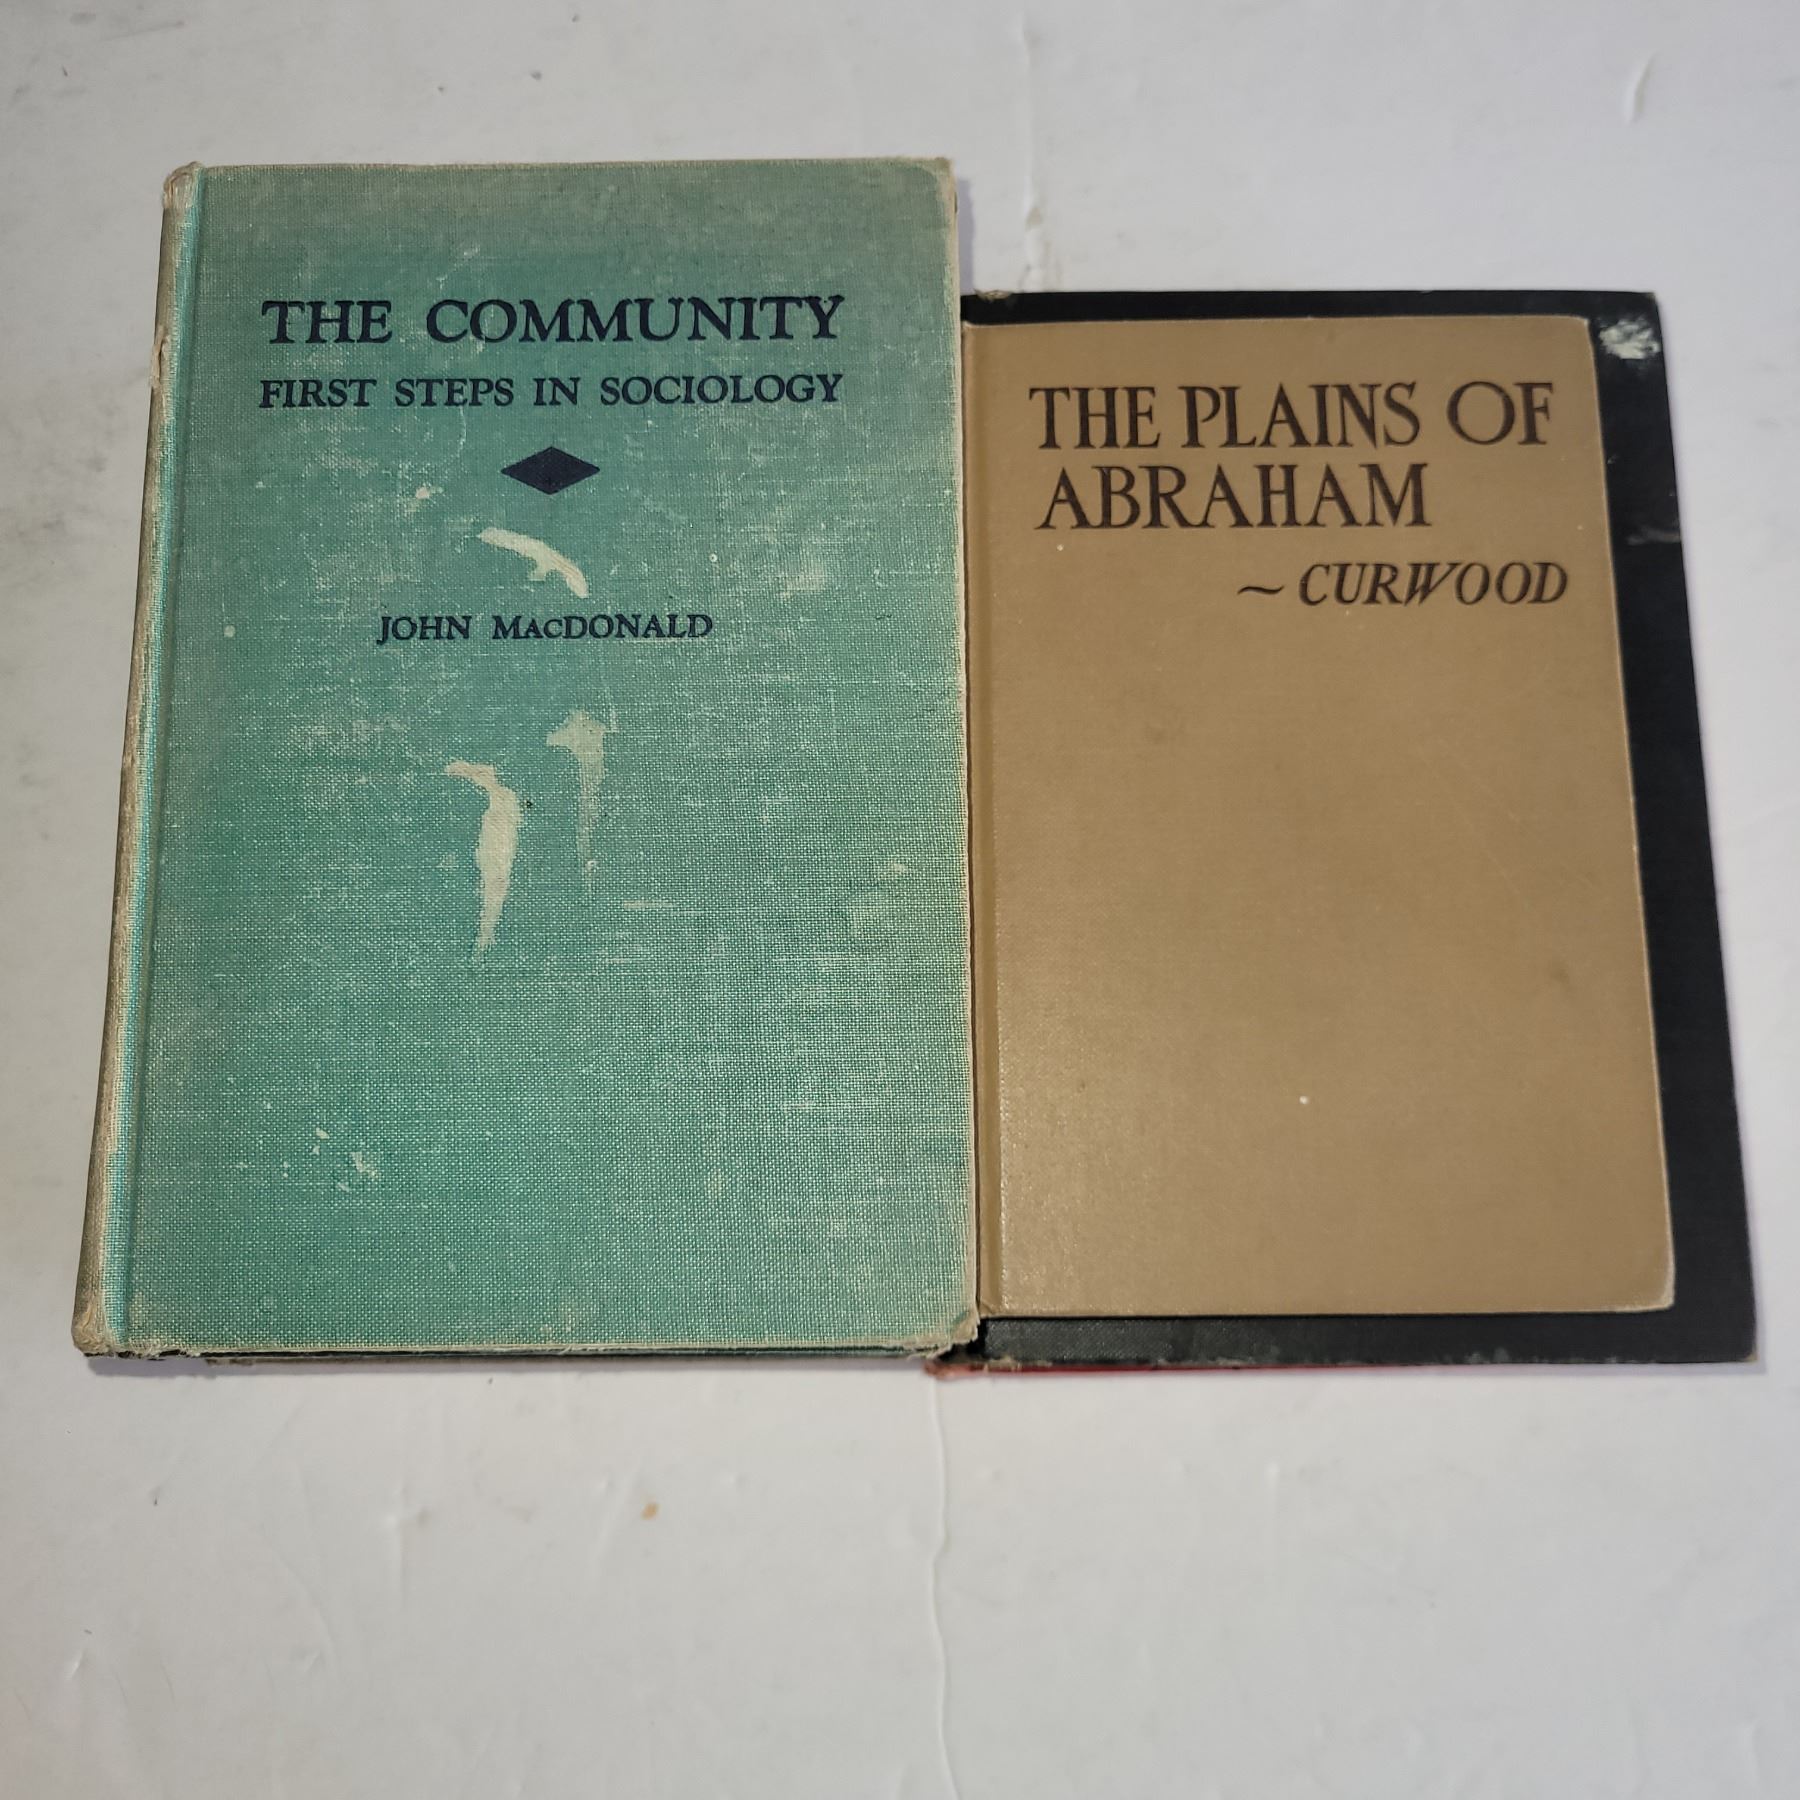 THE COMMUNITY
FIRST STEPS IN SOCIOLOGY
JOHN MACDONALD
THE PLAINS OF
ABRAHAM
~CURWOOD